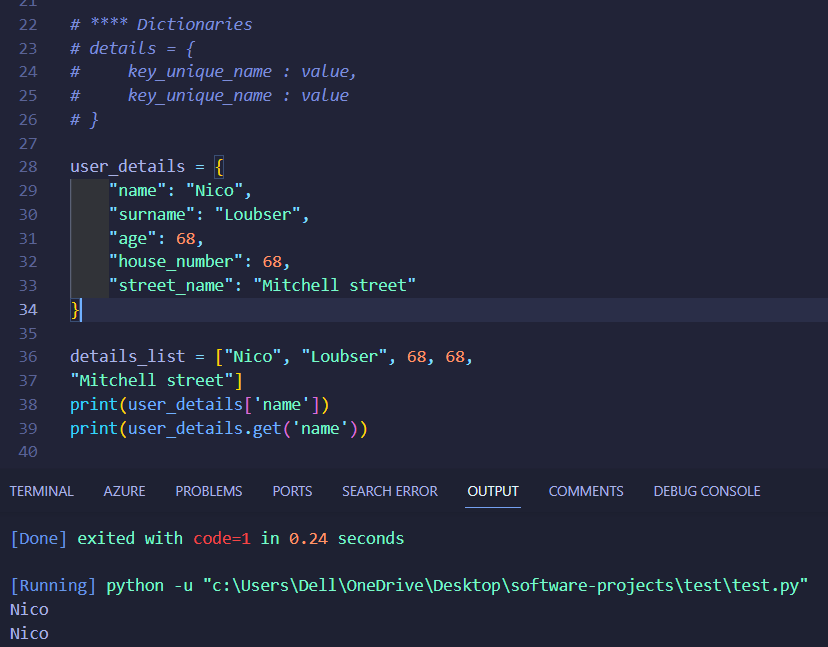 21
22 # **** Dictionaries
23 # details = {
24 #     key_unique_name : value,
25 #     key_unique_name : value
26 # }
27
28 user_details = {
29     "name": "Nico",
30     "surname": "Loubser",
31     "age": 68,
32     "house_number": 68,
33     "street_name": "Mitchell street"
34 }
35
36 details_list = ["Nico", "Loubser", 68, 68,
37 "Mitchell street"]
38 print(user_details['name'])
39 print(user_details.get('name'))
40
TERMINAL AZURE PROBLEMS PORTS SEARCH ERROR OUTPUT COMMENTS DEBUG CONSOLE
[Done] exited with code=1 in 0.24 seconds
[Running] python -u "c:\Users\Dell\OneDrive\Desktop\software-projects\test\test.py"
Nico
Nico